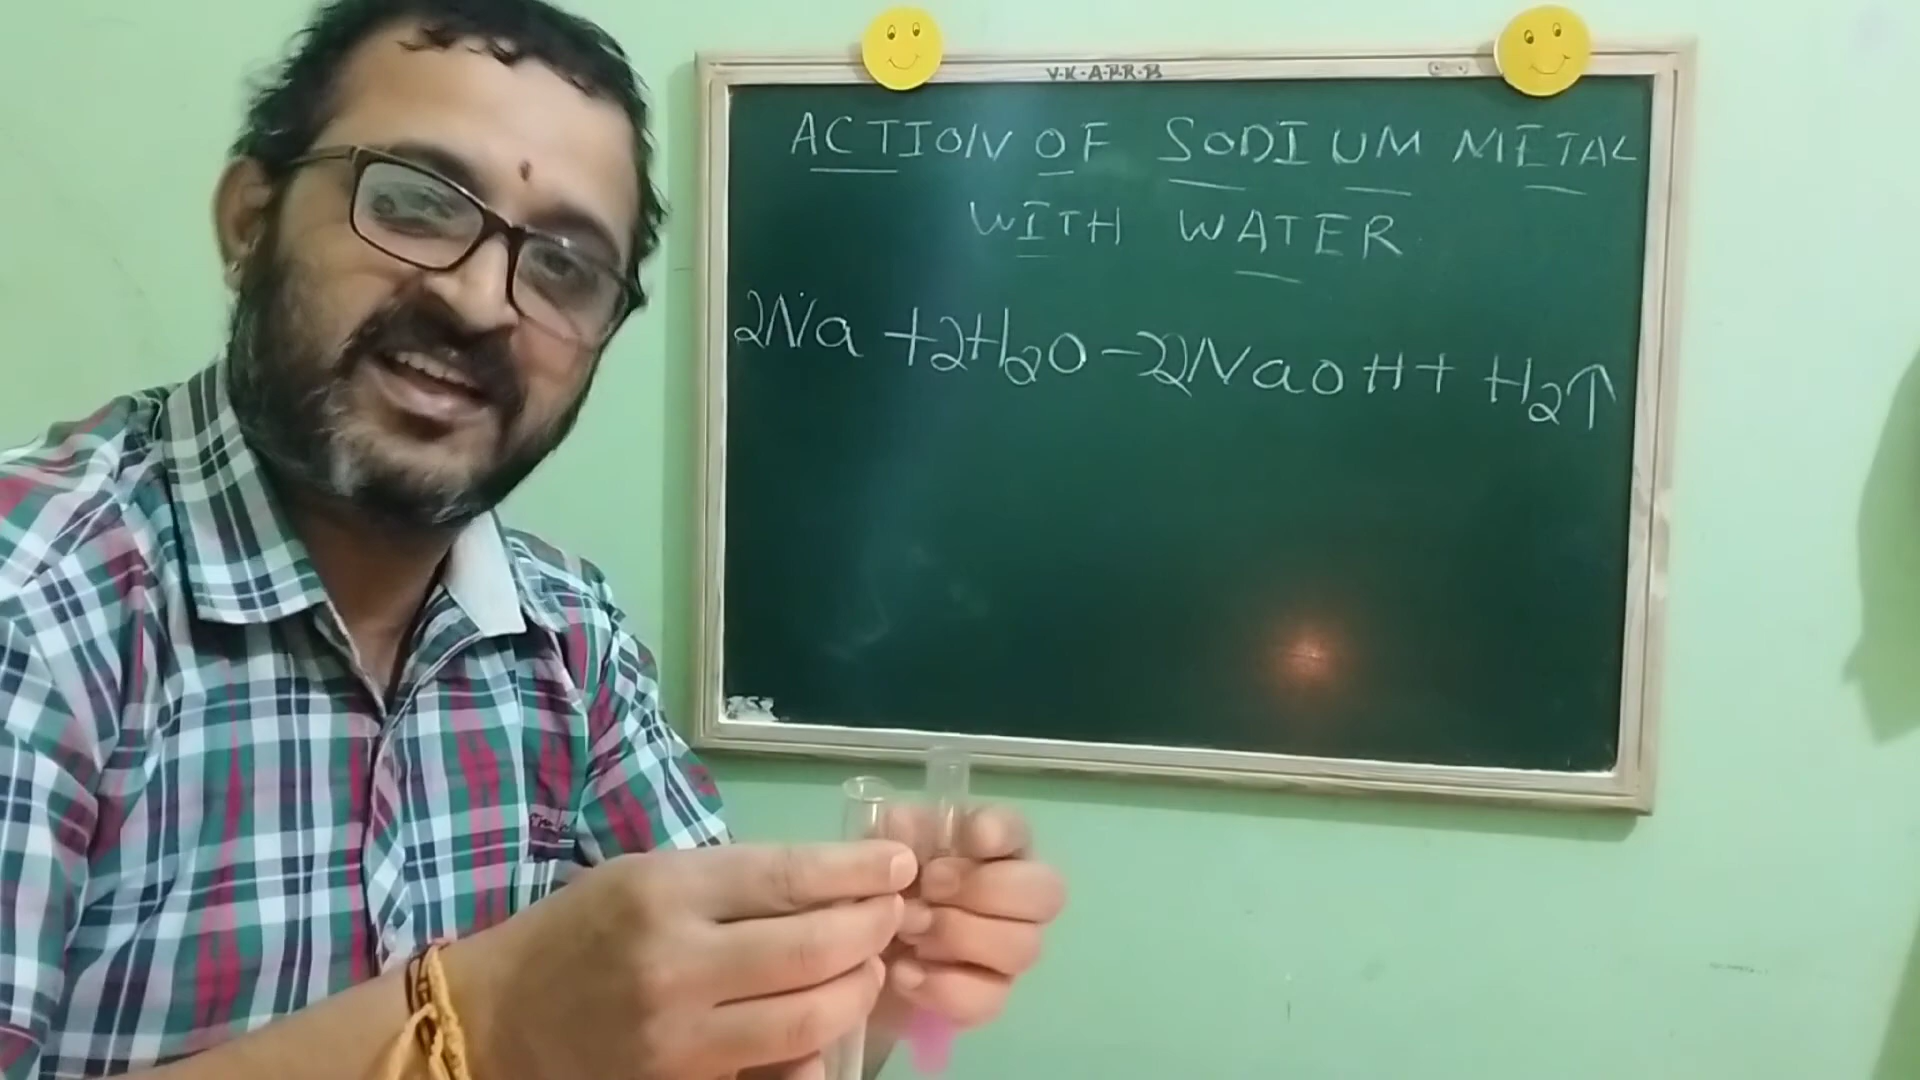 V.K.A.P.R.B
ACTION OF SODIUM METAL
WITH WATER
2Na + 2H₂O → 2NaOH + H₂↑